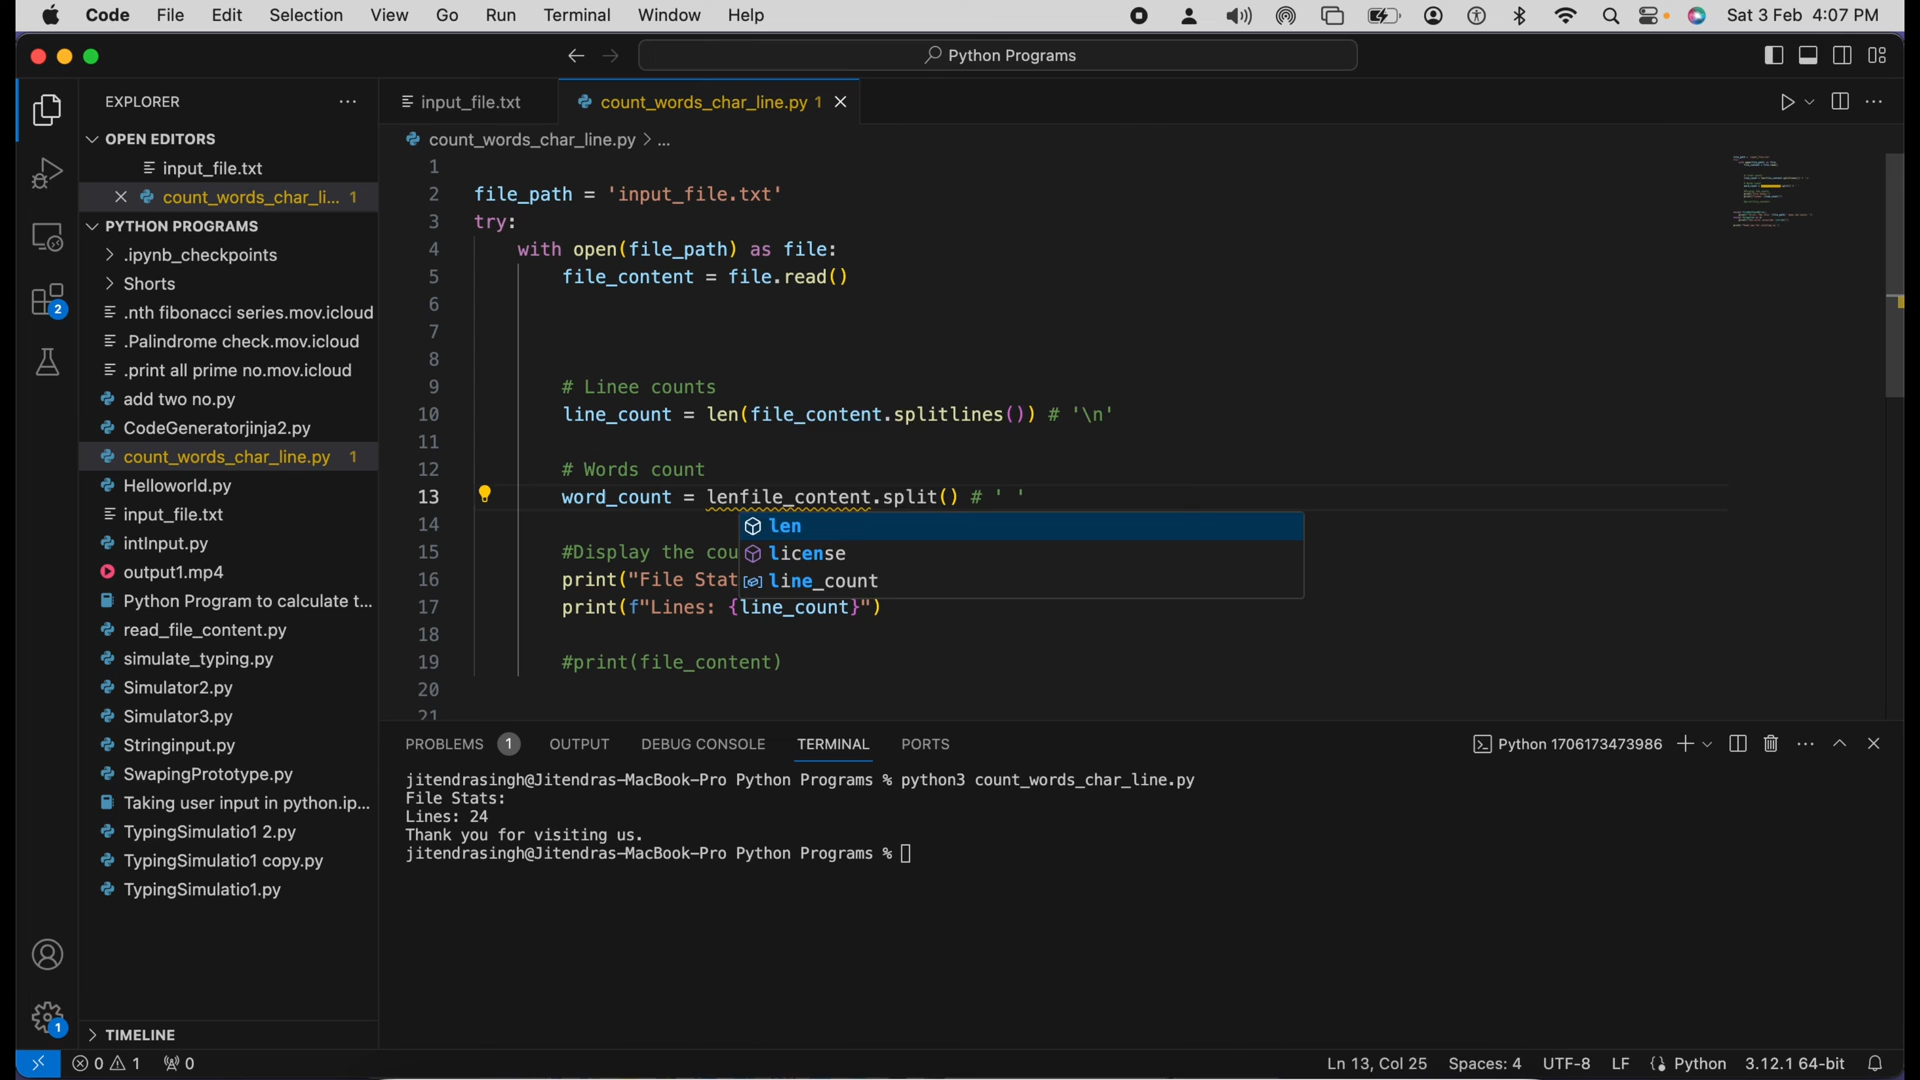 Code File Edit Selection View Go Run Terminal Window Help Sat 3 Feb 4:07 PM
Python Programs
EXPLORER
OPEN EDITORS
input_file.txt
count_words_char_li... 1
PYTHON PROGRAMS
.ipynb_checkpoints
Shorts
.nth fibonacci series.mov.icloud
.Palindrome check.mov.icloud
.print all prime no.mov.icloud
add two no.py
CodeGeneratorjinja2.py
count_words_char_line.py 1
Helloworld.py
input_file.txt
intInput.py
output1.mp4
Python Program to calculate t...
read_file_content.py
simulate_typing.py
Simulator2.py
Simulator3.py
Stringinput.py
SwapingPrototype.py
Taking user input in python.ip...
TypingSimulatio1 2.py
TypingSimulatio1 copy.py
TypingSimulatio1.py
TIMELINE
2
1
input_file.txt count_words_char_line.py 1
count_words_char_line.py > ...
1
2 file_path = 'input_file.txt'
3 try:
4 with open(file_path) as file:
5 file_content = file.read()
6
7
8
9 # Linee counts
10 line_count = len(file_content.splitlines()) # '\n'
11
12 # Words count
13 word_count = lenfile_content.split() # ' '
14 len
15 #Display the cou license
16 print("File Stat line_count
17 print(f"Lines: {line_count}")
18
19 #print(file_content)
20
21
PROBLEMS 1 OUTPUT DEBUG CONSOLE TERMINAL PORTS Python 1706173473986
jitendrasingh@Jitendras-MacBook-Pro Python Programs % python3 count_words_char_line.py
File Stats:
Lines: 24
Thank you for visiting us.
jitendrasingh@Jitendras-MacBook-Pro Python Programs %
0 1 0 Ln 13, Col 25 Spaces: 4 UTF-8 LF Python 3.12.1 64-bit